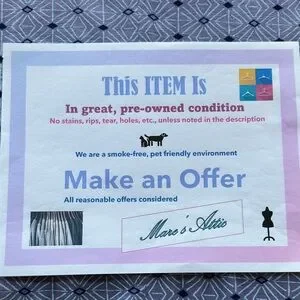 This ITEM Is
In great, pre-owned condition
No stains, rips, tear, holes, etc., unless noted in the description
We are a smoke-free, pet friendly environment
Make an Offer
All reasonable offers considered
Marc's Attic